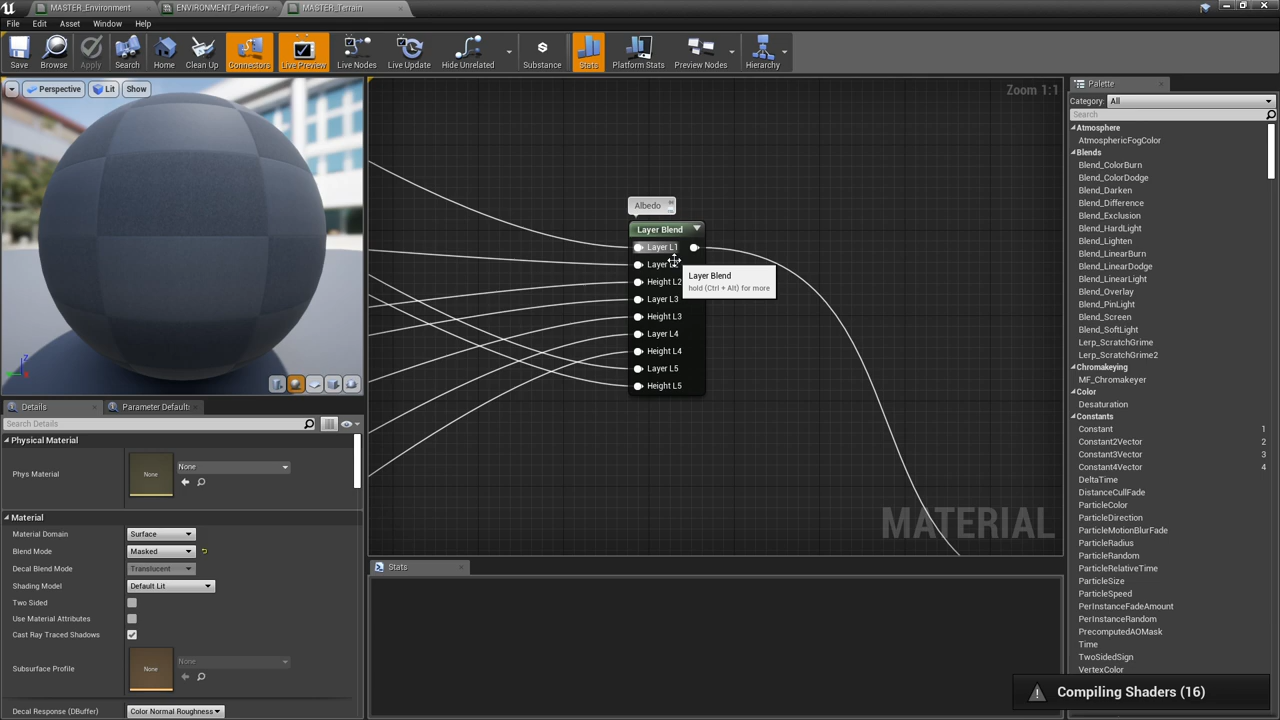 MASTER_Environment
ENVIRONMENT_Parhelio*
MASTER_Terrain
File Edit Asset Window Help
Save Browse Apply Search Home Clean Up Connectors Live Preview Live Nodes Live Update Hide Unrelated Substance Stats Platform Stats Preview Nodes Hierarchy
Perspective Lit Show
Zoom 1:1
Albedo
Layer Blend
Layer L1
Layer
Height L2
Layer L3
Height L3
Layer L4
Height L4
Layer L5
Height L5
Layer Blend
hold (Ctrl + Alt) for more
MATERIAL
Details
Parameter Default
Search Details
Physical Material
Phys Material
None
None
Material
Material Domain Surface
Blend Mode Masked
Decal Blend Mode Translucent
Shading Model Default Lit
Two Sided
Use Material Attributes
Cast Ray Traced Shadows
Subsurface Profile
None
None
Decal Response (DBuffer) Color Normal Roughness
Stats
Palette
Category: All
Search
Atmosphere
AtmosphericFogColor
Blends
Blend_ColorBurn
Blend_ColorDodge
Blend_Darken
Blend_Difference
Blend_Exclusion
Blend_HardLight
Blend_Lighten
Blend_LinearBurn
Blend_LinearDodge
Blend_LinearLight
Blend_Overlay
Blend_PinLight
Blend_Screen
Blend_SoftLight
Lerp_ScratchGrime
Lerp_ScratchGrime2
Chromakeying
MF_Chromakeyer
Color
Desaturation
Constants
Constant 1
Constant2Vector 2
Constant3Vector 3
Constant4Vector 4
DeltaTime
DistanceCullFade
ParticleColor
ParticleDirection
ParticleMotionBlurFade
ParticleRadius
ParticleRandom
ParticleRelativeTime
ParticleSize
ParticleSpeed
PerInstanceFadeAmount
PerInstanceRandom
PrecomputedAOMask
Time
TwoSidedSign
VertexColor
Compiling Shaders (16)